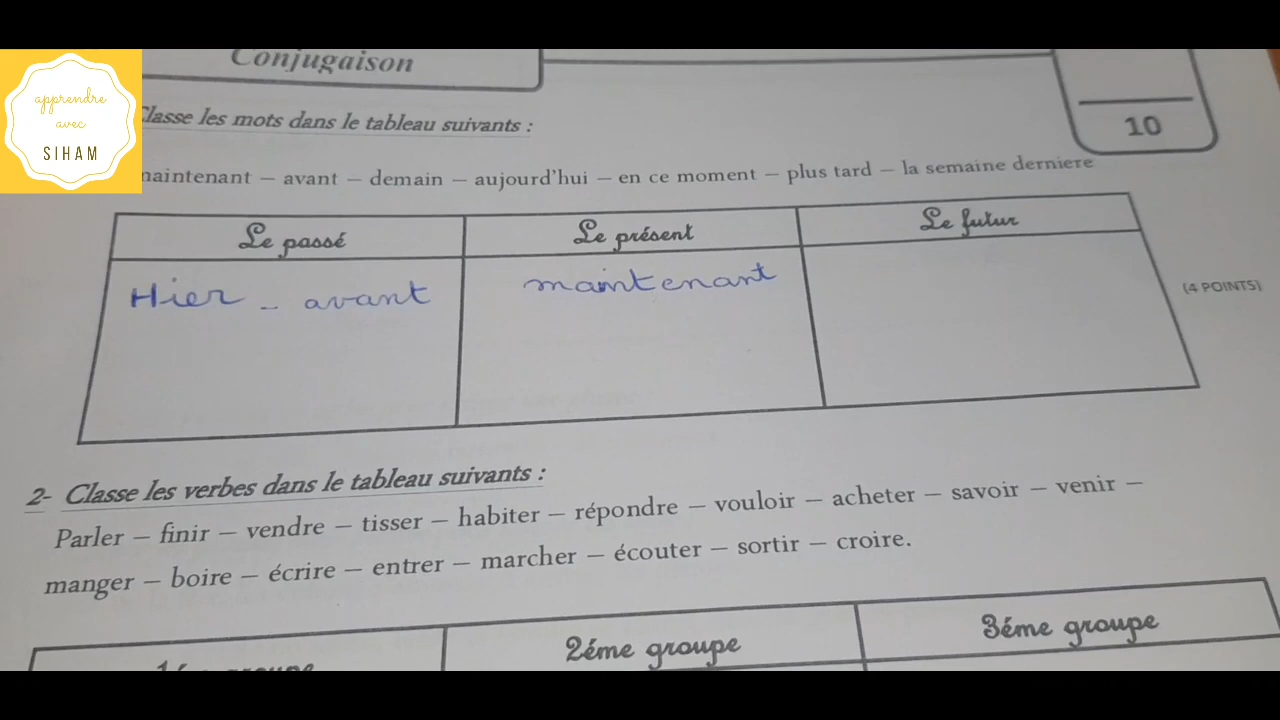 apprendre
avec
SIHAM
Conjugaison
10
Classe les mots dans le tableau suivants :
maintenant – avant – demain – aujourd'hui – en ce moment – plus tard – la semaine derniere
Le passé Le présent Le futur
Hier - avant maintenant
(4 POINTS)
2- Classe les verbes dans le tableau suivants :
Parler – finir – vendre – tisser – habiter – répondre – vouloir – acheter – savoir – venir –
manger – boire – écrire – entrer – marcher – écouter – sortir – croire.
2éme groupe 3éme groupe